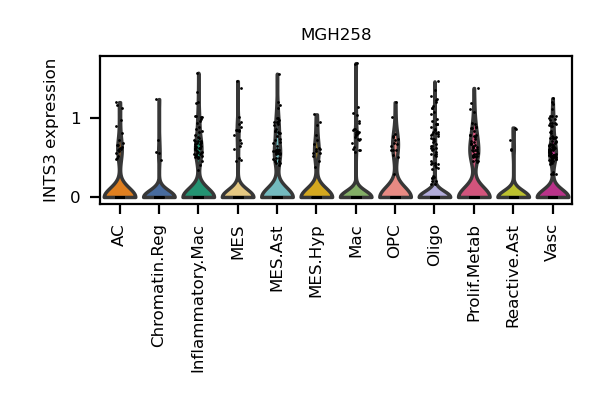 MGH258
INTS3 expression
1
0
AC
Chromatin.Reg
Inflammatory.Mac
MES
MES.Ast
MES.Hyp
Mac
OPC
Oligo
Prolif.Metab
Reactive.Ast
Vasc